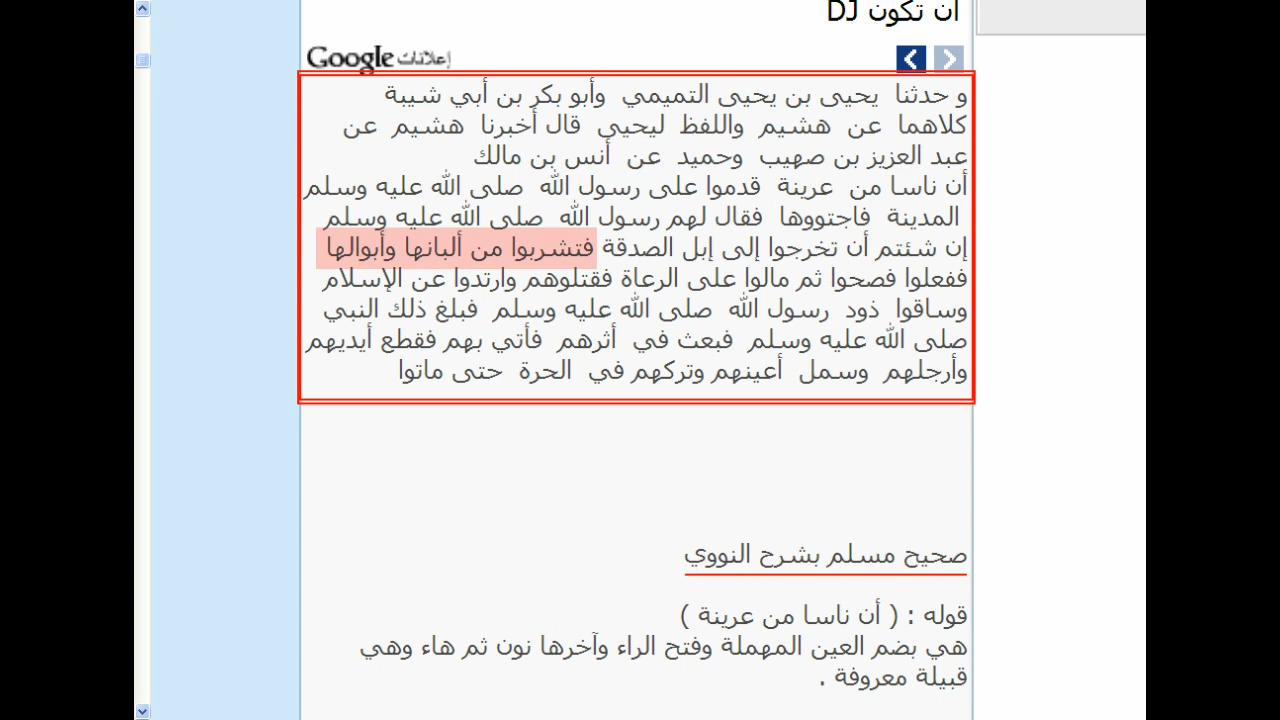 أن تكون DJ
إعلانات Google
و حدثنا يحيى بن يحيى التميمي وأبو بكر بن أبي شيبة
كلاهما عن هشيم واللفظ ليحيى قال أخبرنا هشيم عن
عبد العزيز بن صهيب وحميد عن أنس بن مالك
أن ناسا من عرينة قدموا على رسول الله صلى الله عليه وسلم
المدينة فاجتووها فقال لهم رسول الله صلى الله عليه وسلم
إن شئتم أن تخرجوا إلى إبل الصدقة فتشربوا من ألبانها وأبوالها
ففعلوا فصحوا ثم مالوا على الرعاة فقتلوهم وارتدوا عن الإسلام
وساقوا ذود رسول الله صلى الله عليه وسلم فبلغ ذلك النبي
صلى الله عليه وسلم فبعث في أثرهم فأتي بهم فقطع أيديهم
وأرجلهم وسمل أعينهم وتركهم في الحرة حتى ماتوا
صحيح مسلم بشرح النووي
قوله : ( أن ناسا من عرينة )
هي بضم العين المهملة وفتح الراء وآخرها نون ثم هاء وهي
قبيلة معروفة .